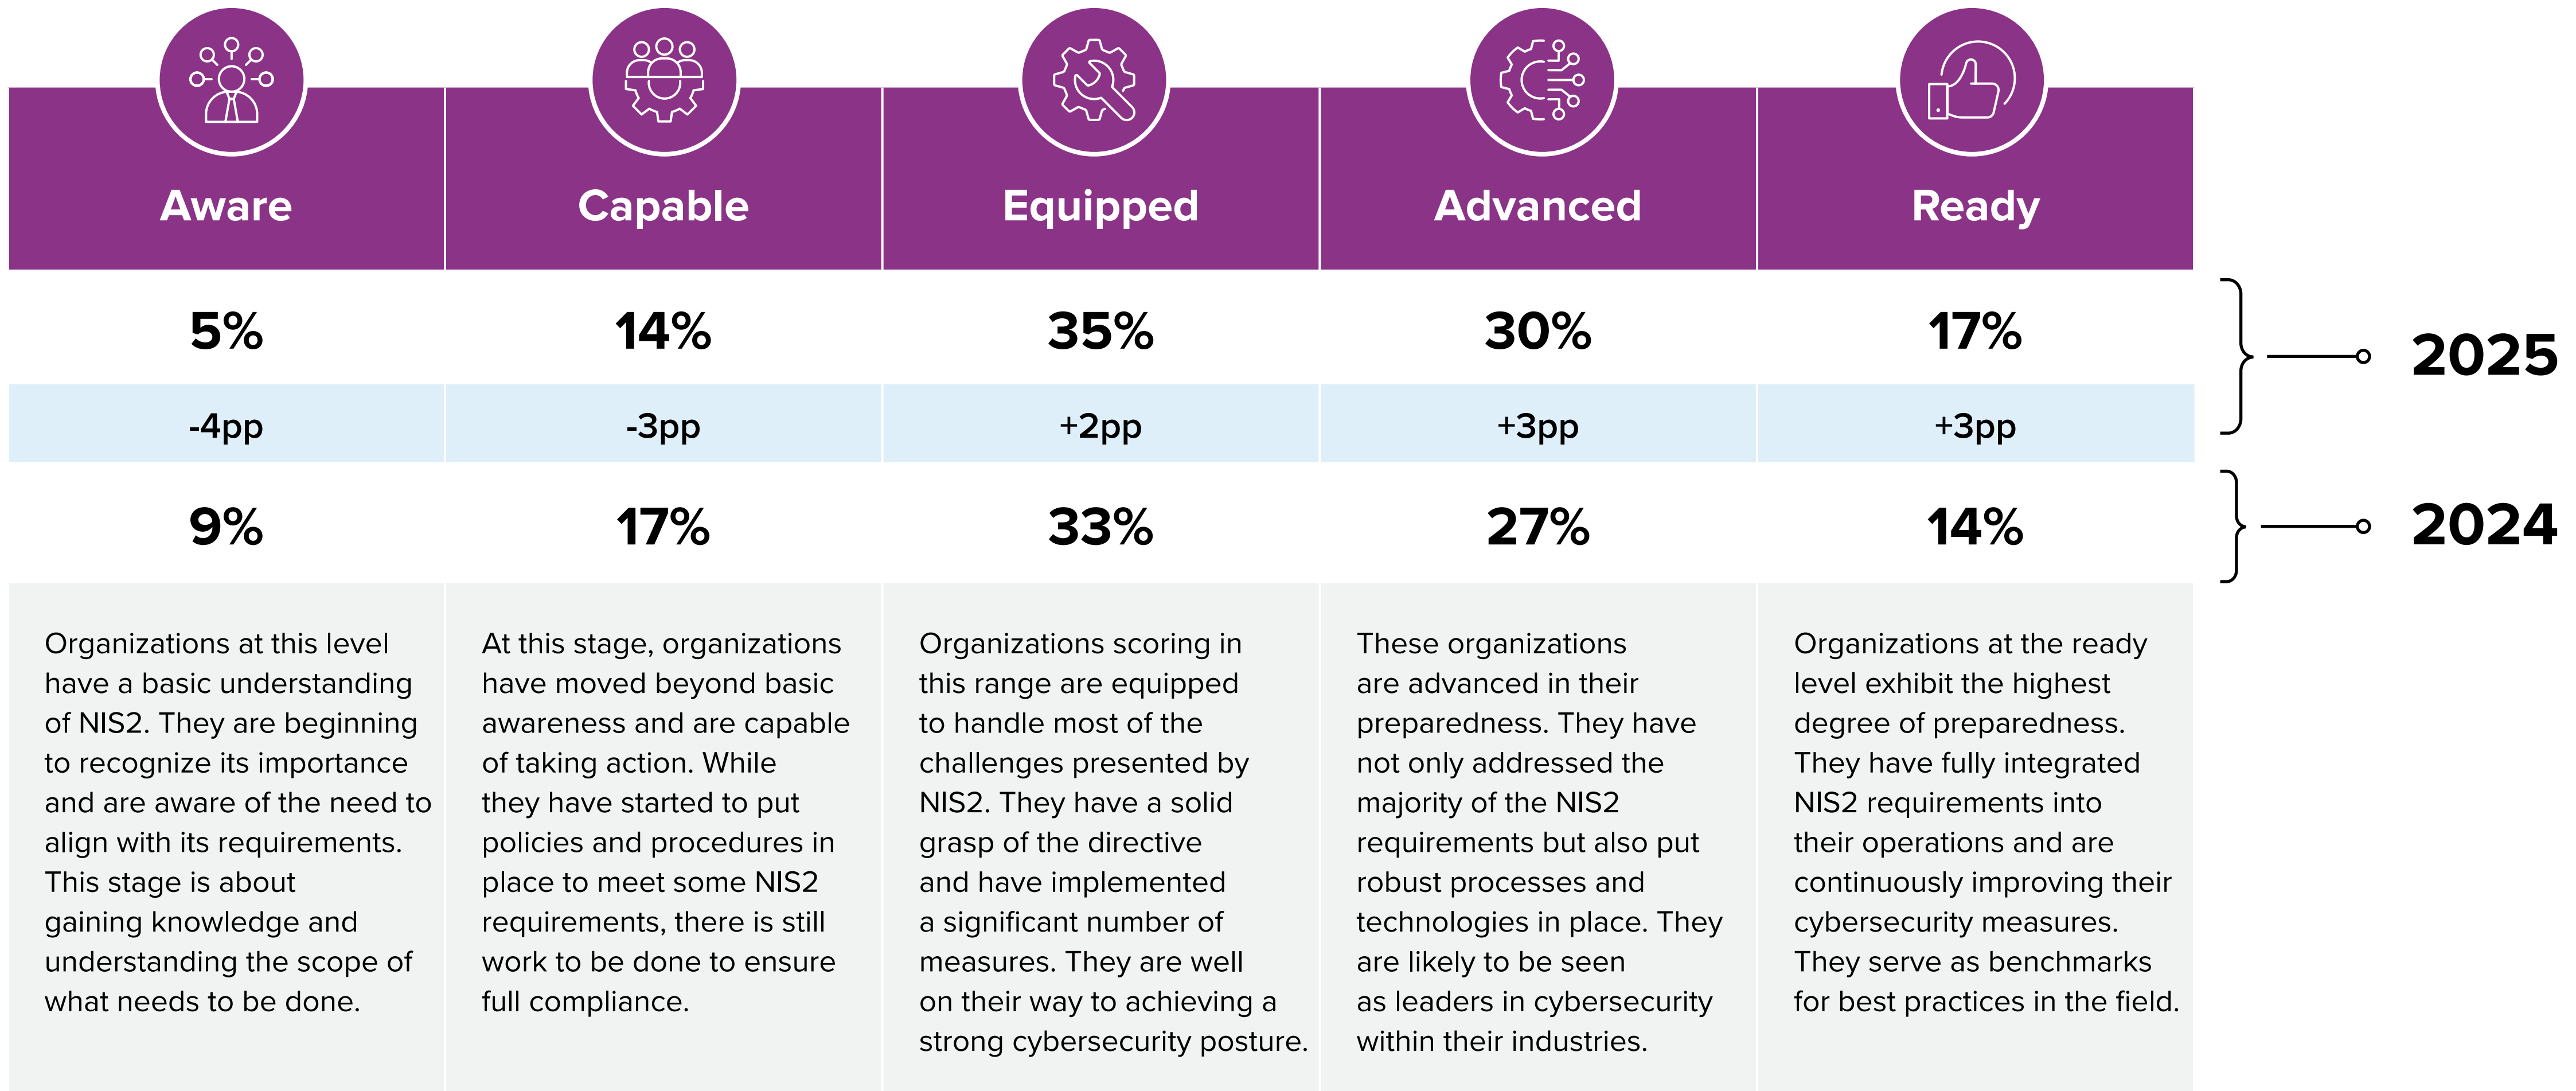 Aware
Capable
Equipped
Advanced
Ready
5%
14%
35%
30%
17%
2025
-4pp
-3pp
+2pp
+3pp
+3pp
9%
17%
33%
27%
14%
2024
Organizations at this level
have a basic understanding
of NIS2. They are beginning
to recognize its importance
and are aware of the need to
align with its requirements.
This stage is about
gaining knowledge and
understanding the scope of
what needs to be done.
At this stage, organizations
have moved beyond basic
awareness and are capable
of taking action. While
they have started to put
policies and procedures in
place to meet some NIS2
requirements, there is still
work to be done to ensure
full compliance.
Organizations scoring in
this range are equipped
to handle most of the
challenges presented by
NIS2. They have a solid
grasp of the directive
and have implemented
a significant number of
measures. They are well
on their way to achieving a
strong cybersecurity posture.
These organizations
are advanced in their
preparedness. They have
not only addressed the
majority of the NIS2
requirements but also put
robust processes and
technologies in place. They
are likely to be seen
as leaders in cybersecurity
within their industries.
Organizations at the ready
level exhibit the highest
degree of preparedness.
They have fully integrated
NIS2 requirements into
their operations and are
continuously improving their
cybersecurity measures.
They serve as benchmarks
for best practices in the field.